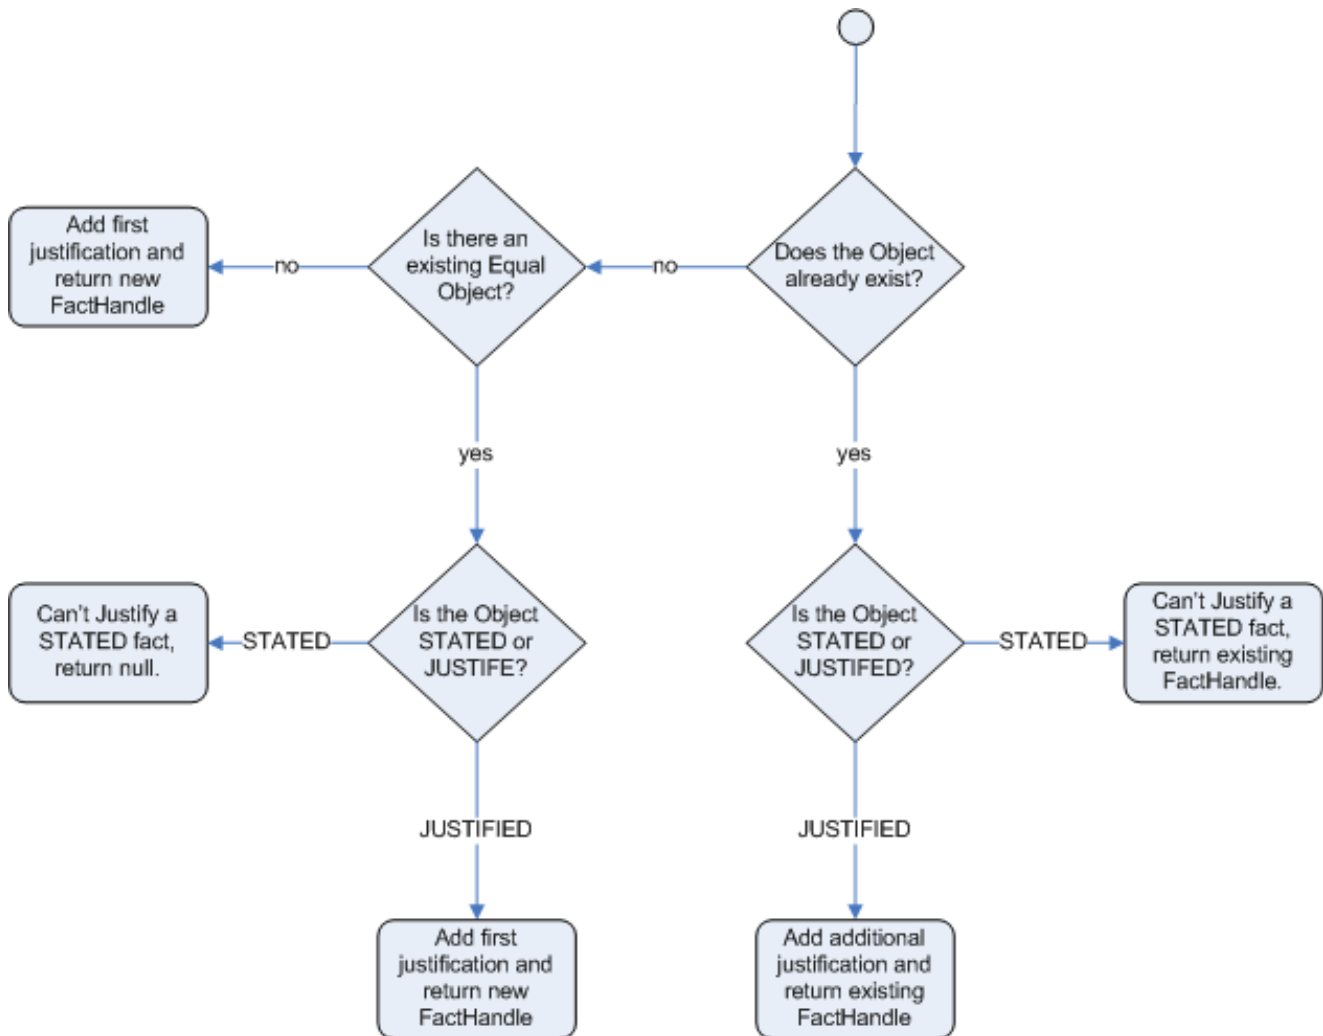 Does the Object
already exist?
no
Is there an
existing Equal
Object?
no
Add first
justification and
return new
FactHandle
yes
yes
Can't Justify a
STATED fact,
return null.
STATED
Is the Object
STATED or
JUSTIFE?
Is the Object
STATED or
JUSTIFED?
STATED
Can't Justify a
STATED fact,
return existing
FactHandle.
JUSTIFIED
JUSTIFIED
Add first
justification and
return new
FactHandle
Add additional
justification and
return existing
FactHandle